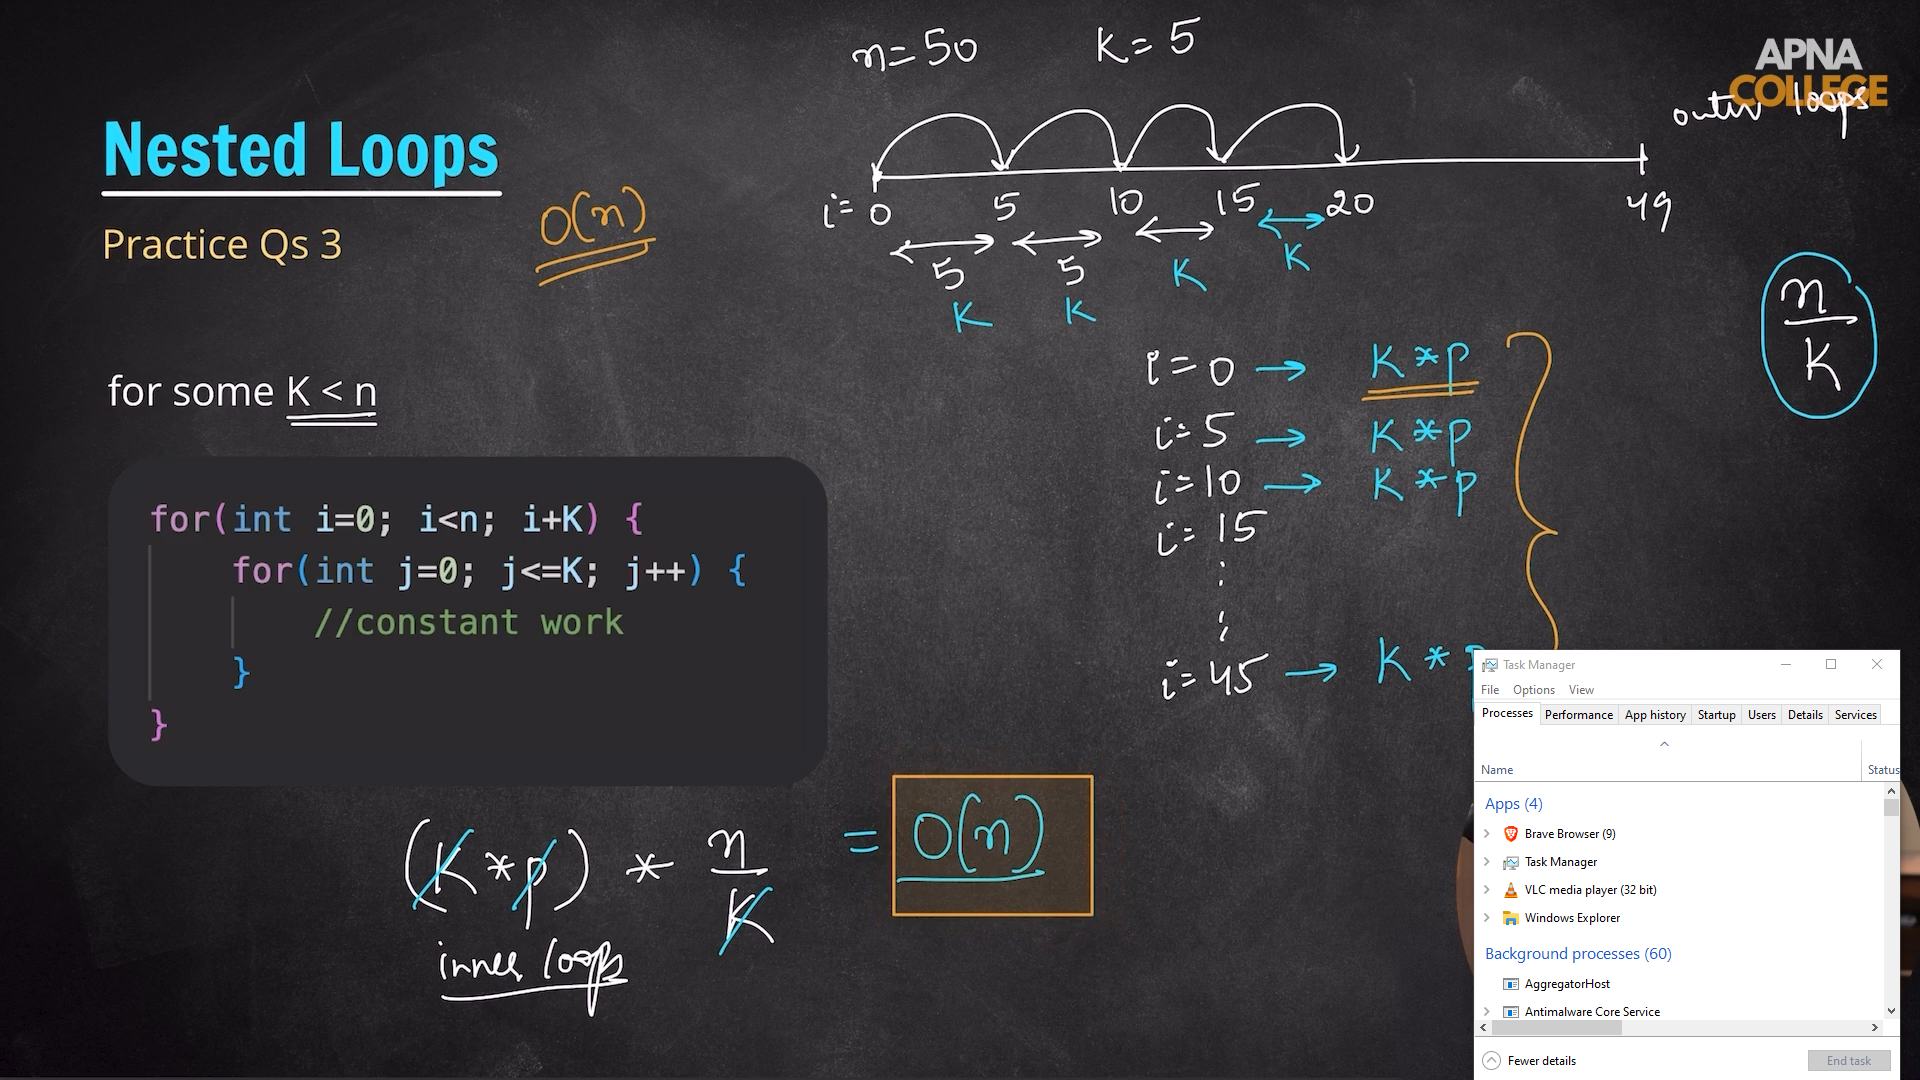 n=50 K=5
APNA
COLLEGE
outer loops
Nested Loops
O(n)
Practice Qs 3
i= 0 5 10 15 20 49
5 5 K K
K K
n
K
for some K < n
i=0 → K*p
i=5 → K*p
i=10 → K*p
i=15
i=45 → K*
for(int i=0; i<n; i+K) {
for(int j=0; j<=K; j++) {
//constant work
}
}
(K*p) * n/K = O(n)
inner loops
Task Manager
File Options View
Processes Performance App history Startup Users Details Services
Name Status
Apps (4)
Brave Browser (9)
Task Manager
VLC media player (32 bit)
Windows Explorer
Background processes (60)
AggregatorHost
Antimalware Core Service
Fewer details End task